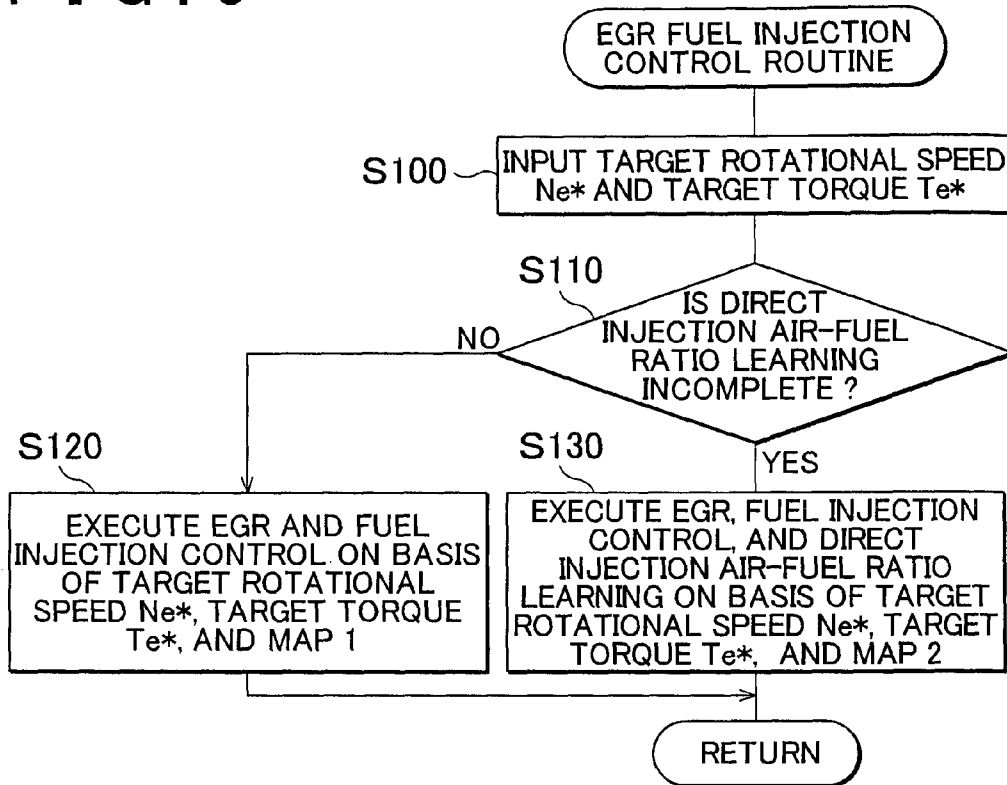 EGR FUEL INJECTION
CONTROL ROUTINE
S100
INPUT TARGET ROTATIONAL SPEED
Ne* AND TARGET TORQUE Te*
S110
IS DIRECT
INJECTION AIR-FUEL
RATIO LEARNING
INCOMPLETE ?
NO
YES
S120
EXECUTE EGR AND FUEL
INJECTION CONTROL ON BASIS
OF TARGET ROTATIONAL
SPEED Ne*, TARGET TORQUE
Te*, AND MAP 1
S130
EXECUTE EGR, FUEL INJECTION
CONTROL, AND DIRECT
INJECTION AIR-FUEL RATIO
LEARNING ON BASIS OF TARGET
ROTATIONAL SPEED Ne*, TARGET
TORQUE Te*, AND MAP 2
RETURN